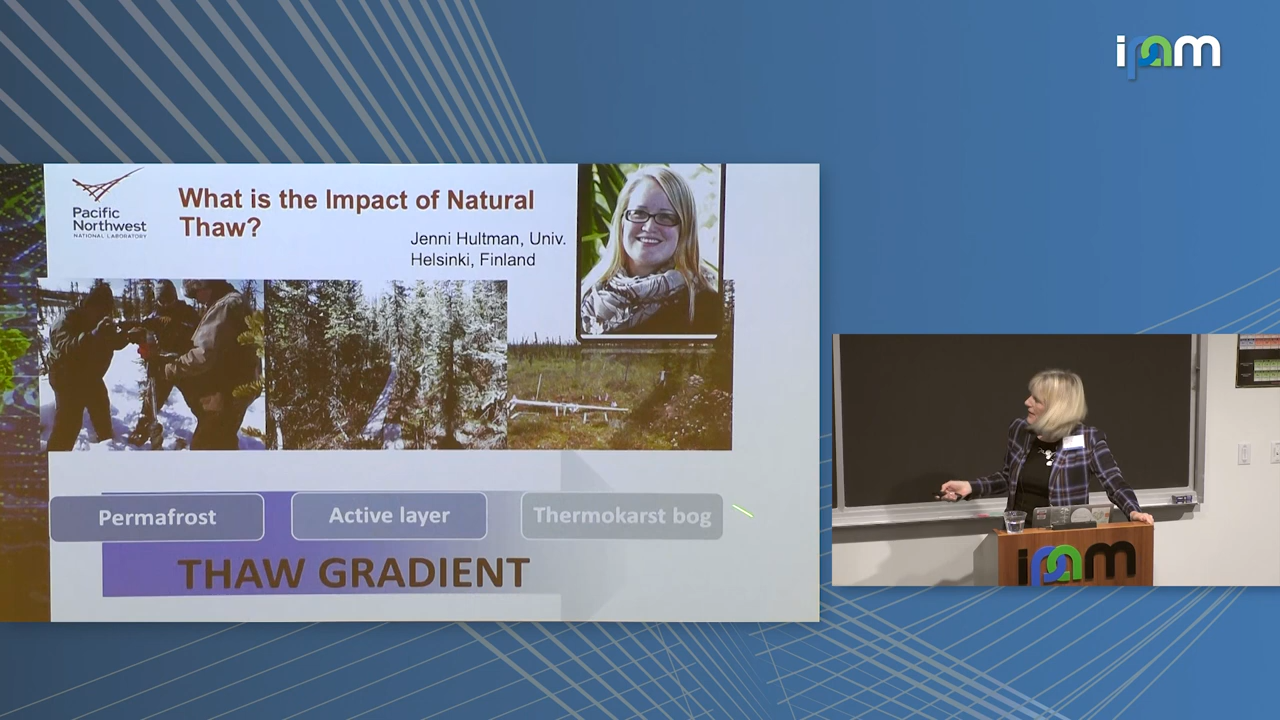 ipam
Pacific
Northwest
NATIONAL LABORATORY
What is the Impact of Natural
Thaw?
Jenni Hultman, Univ.
Helsinki, Finland
Permafrost
Active layer
Thermokarst bog
THAW GRADIENT
ipam